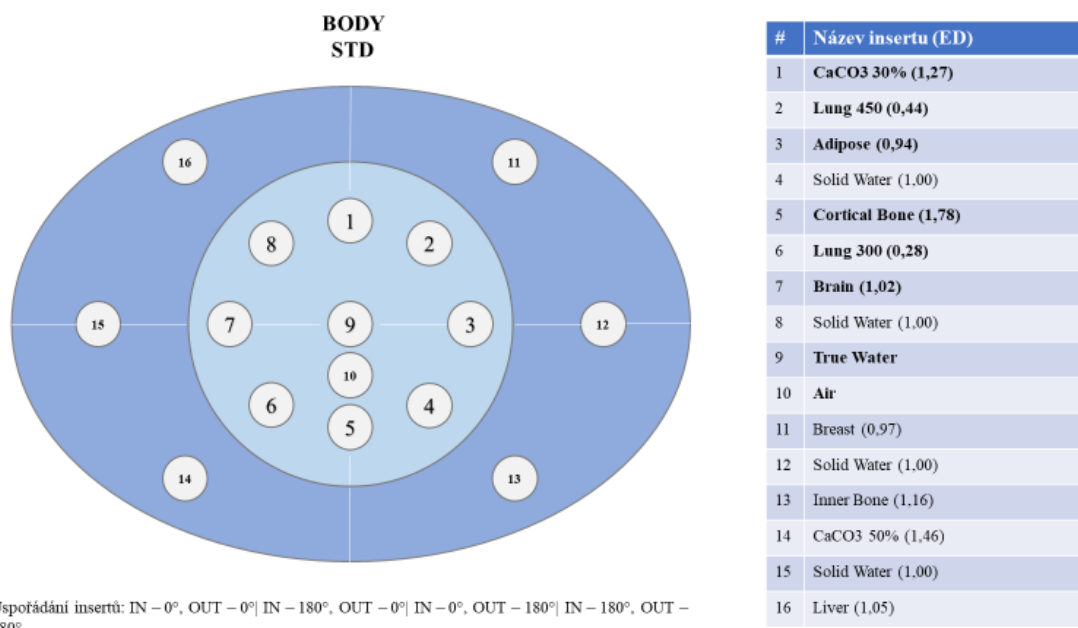 BODY
STD
16
11
1
8
2
15
7
9
3
12
10
6
4
5
14
13
# Název insertu (ED)
1 CaCO3 30% (1,27)
2 Lung 450 (0,44)
3 Adipose (0,94)
4 Solid Water (1,00)
5 Cortical Bone (1,78)
6 Lung 300 (0,28)
7 Brain (1,02)
8 Solid Water (1,00)
9 True Water
10 Air
11 Breast (0,97)
12 Solid Water (1,00)
13 Inner Bone (1,16)
14 CaCO3 50% (1,46)
15 Solid Water (1,00)
16 Liver (1,05)
spořádání insertů: IN – 0°, OUT – 0°| IN – 180°, OUT – 0°| IN – 0°, OUT – 180°| IN – 180°, OUT –